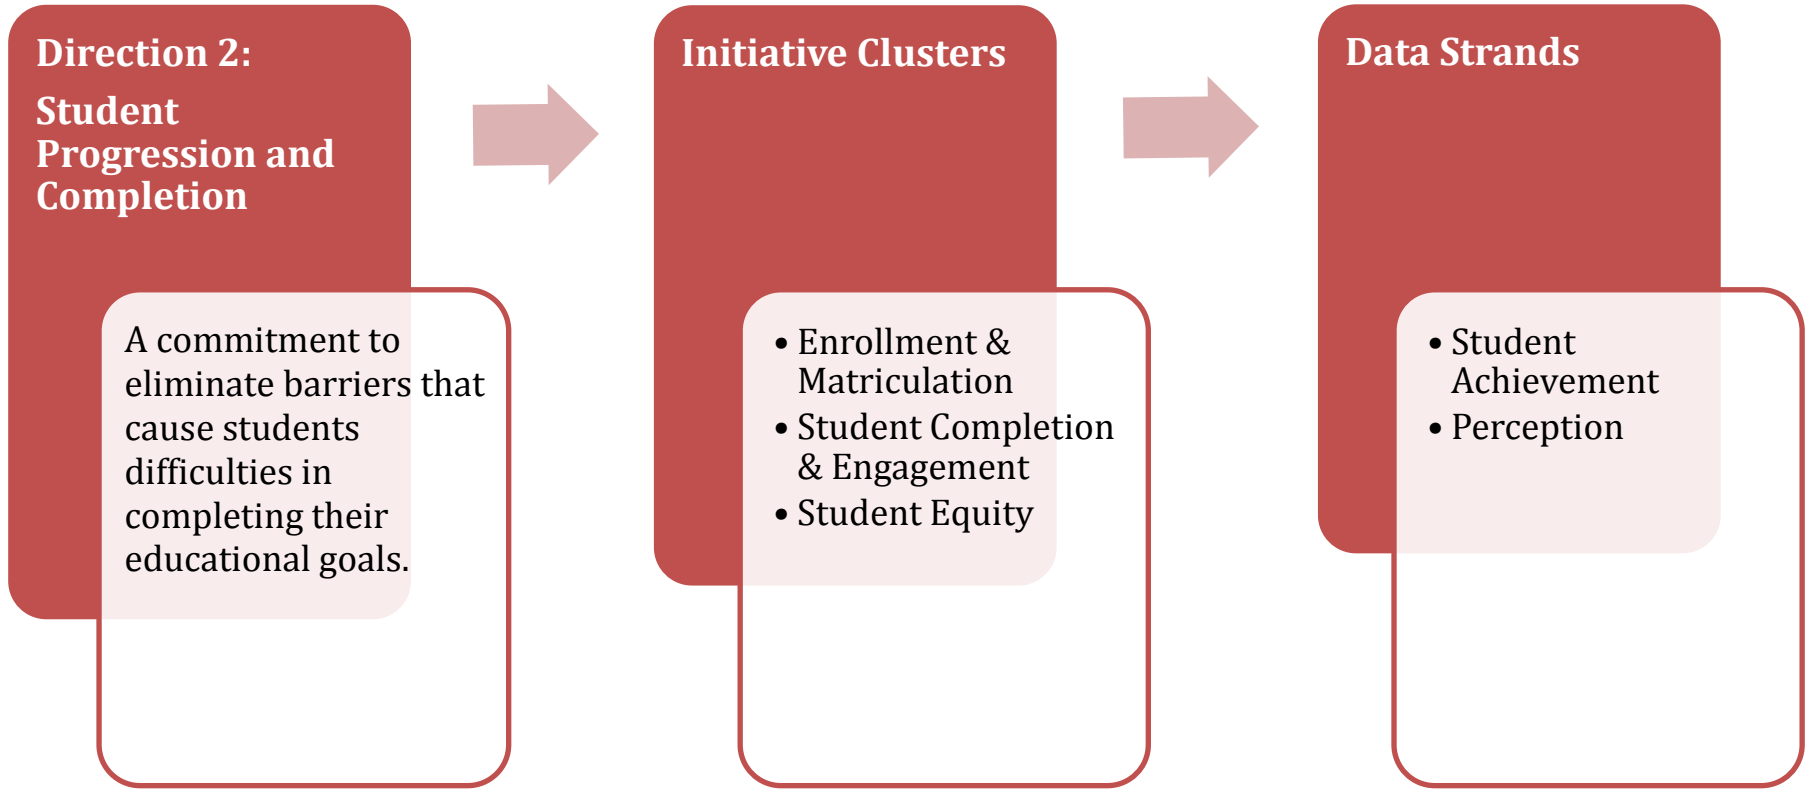 Direction 2:
Student
Progression and
Completion
A commitment to
eliminate barriers that
cause students
difficulties in
completing their
educational goals.
Initiative Clusters
• Enrollment &
Matriculation
• Student Completion
& Engagement
• Student Equity
Data Strands
• Student
Achievement
• Perception